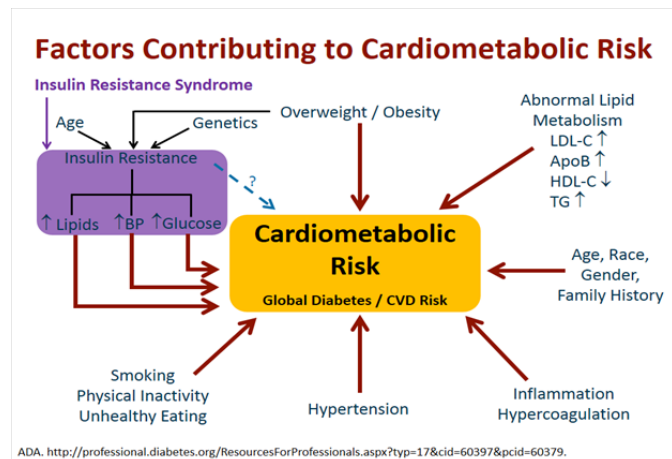 Factors Contributing to Cardiometabolic Risk
Insulin Resistance Syndrome
Age
Genetics
Overweight / Obesity
Insulin Resistance
?
↑ Lipids
↑BP
↑Glucose
Abnormal Lipid
Metabolism
LDL-C ↑
ApoB ↑
HDL-C ↓
TG ↑
Cardiometabolic
Risk
Global Diabetes / CVD Risk
Age, Race,
Gender,
Family History
Smoking
Physical Inactivity
Unhealthy Eating
Hypertension
Inflammation
Hypercoagulation
ADA. http://professional.diabetes.org/ResourcesForProfessionals.aspx?typ=17&cid=60397&pcid=60379.